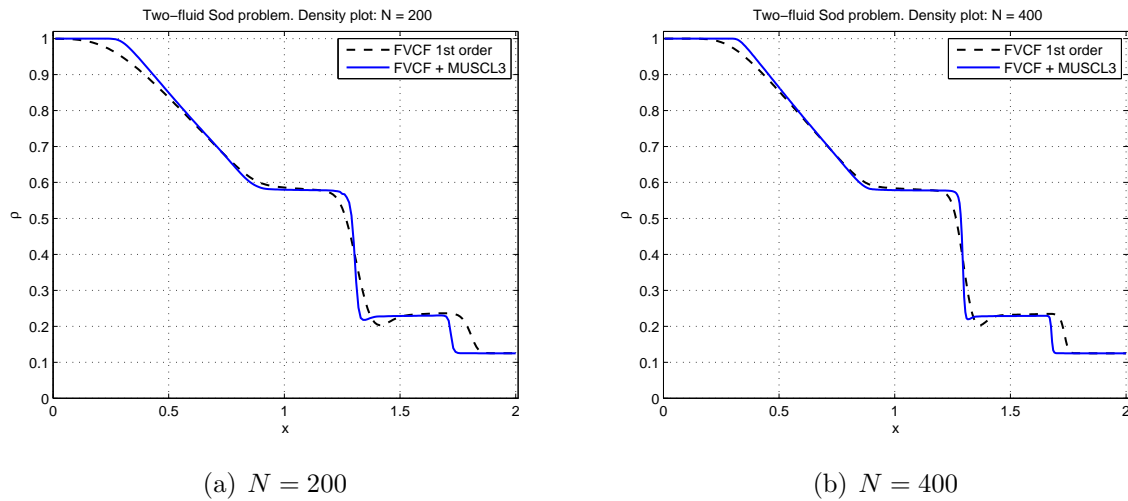 Two−fluid Sod problem. Density plot: N = 200
FVCF 1st order
FVCF + MUSCL3
1
0.9
0.8
0.7
0.6
0.5
0.4
0.3
0.2
0.1
0
ρ
0 0.5 1 1.5 2
x
(a) N = 200
Two−fluid Sod problem. Density plot: N = 400
FVCF 1st order
FVCF + MUSCL3
1
0.9
0.8
0.7
0.6
0.5
0.4
0.3
0.2
0.1
0
ρ
0 0.5 1 1.5 2
x
(b) N = 400